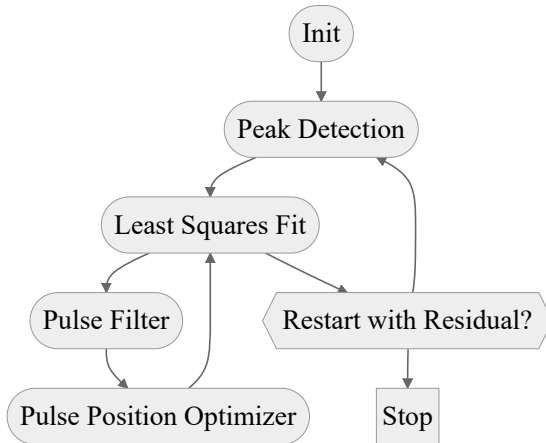 Init
Peak Detection
Least Squares Fit
Pulse Filter
Restart with Residual?
Pulse Position Optimizer
Stop